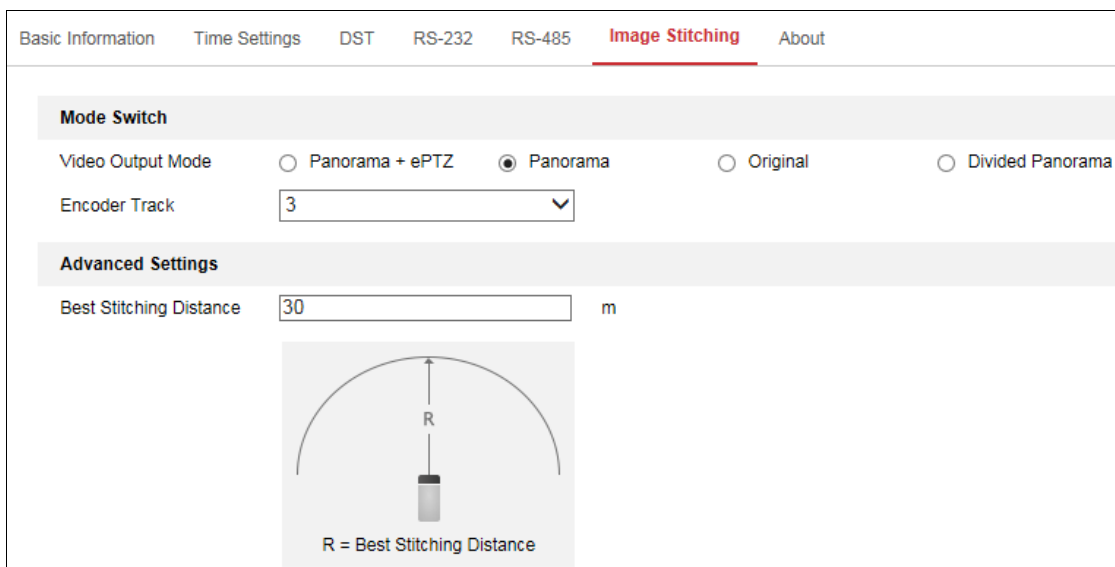 Basic Information Time Settings DST RS-232 RS-485 Image Stitching About
Mode Switch
Video Output Mode Panorama + ePTZ Panorama Original Divided Panorama
Encoder Track 3
Advanced Settings
Best Stitching Distance 30 m
R
R = Best Stitching Distance